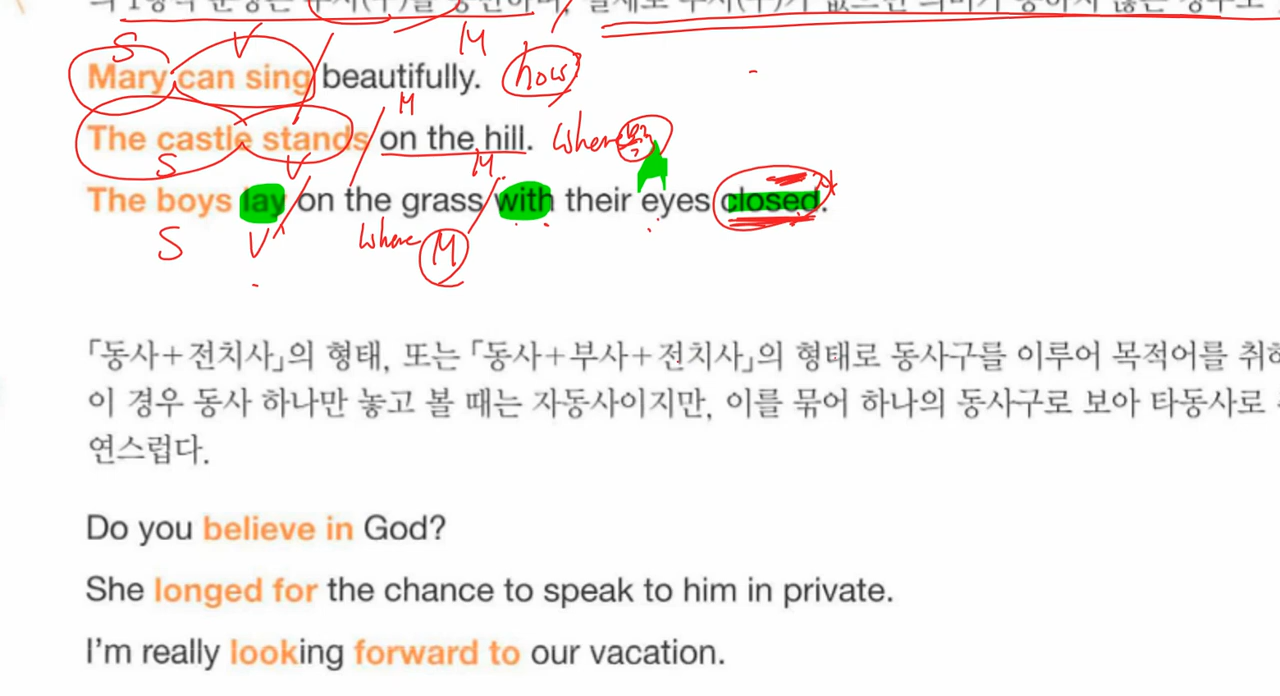 S V M
Mary can sing beautifully. how?
M
The castle stands on the hill. where
S V M
The boys lay on the grass with their eyes closed.
S V where M
「동사+전치사」의 형태, 또는 「동사+부사+전치사」의 형태로 동사구를 이루어 목적어를 취하
이 경우 동사 하나만 놓고 볼 때는 자동사이지만, 이를 묶어 하나의 동사구로 보아 타동사로
연스럽다.
Do you believe in God?
She longed for the chance to speak to him in private.
I'm really looking forward to our vacation.